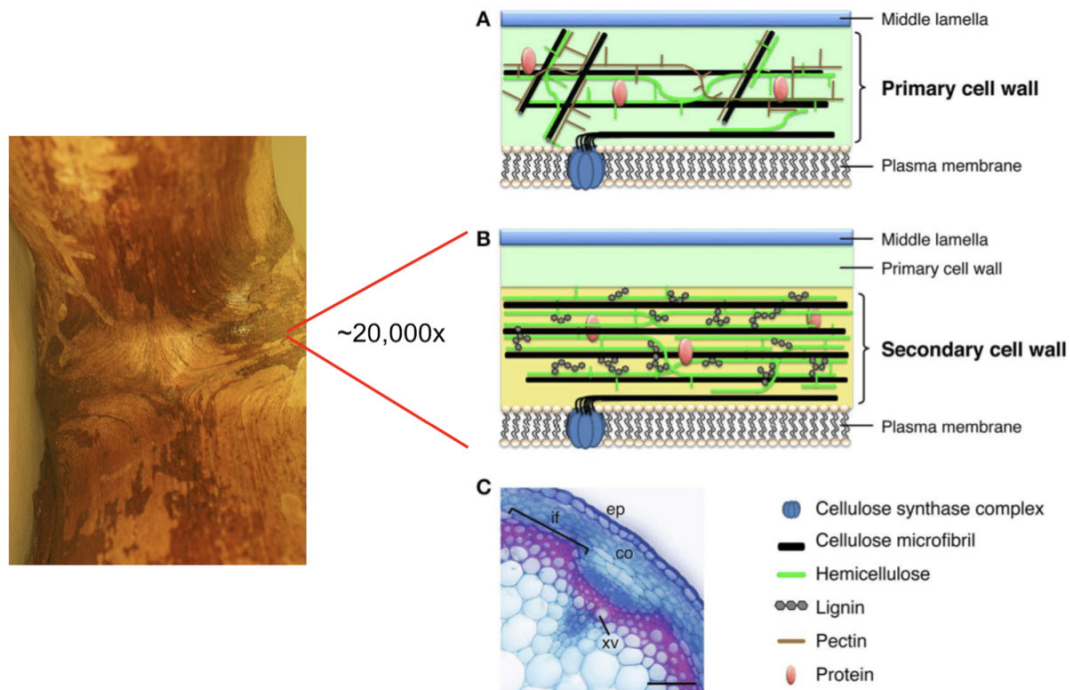 A
Middle lamella
Primary cell wall
Plasma membrane
~20,000x
B
Middle lamella
Primary cell wall
Secondary cell wall
Plasma membrane
C
if
ep
co
xv
Cellulose synthase complex
Cellulose microfibril
Hemicellulose
Lignin
Pectin
Protein